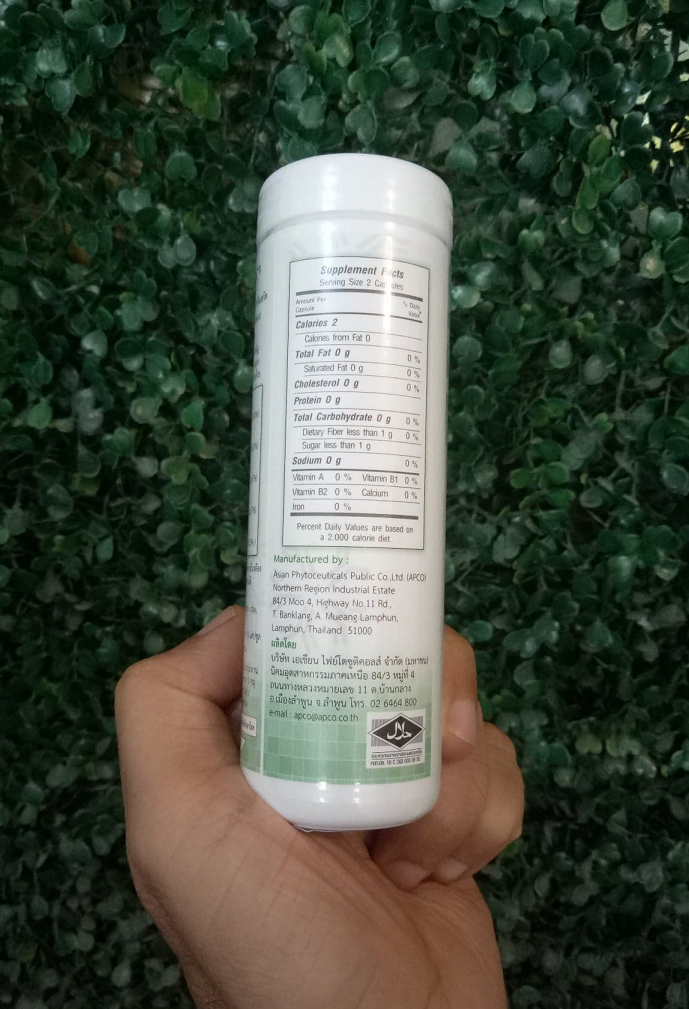 Supplement Facts
Serving Size 2 Capsules
Amount Per
Capsule
% Daily
Value*
Calories 2
Calories from Fat 0
Total Fat 0 g 0 %
Saturated Fat 0 g 0 %
Cholesterol 0 g 0 %
Protein 0 g
Total Carbohydrate 0 g 0 %
Dietary Fiber less than 1 g 0 %
Sugar less than 1 g
Sodium 0 g 0 %
Vitamin A 0 % Vitamin B1 0 %
Vitamin B2 0 % Calcium 0 %
Iron 0 %
Percent Daily Values are based on
a 2,000 calorie diet
Manufactured by :
Asian Phytoceuticals Public Co.,Ltd. (APCO)
Northern Region Industrial Estate
84/3 Moo 4, Highway No.11 Rd.,
T. Banklang, A. Mueang Lamphun,
Lamphun, Thailand 51000
ผลิตโดย
บริษัท เอเชียน ไฟย์โตซูติคอลส์ จำกัด (มหาชน)
นิคมอุตสาหกรรมภาคเหนือ 84/3 หมู่ที่ 4
ถนนทางหลวงหมายเลข 11 ต.บ้านกลาง
อ.เมืองลำพูน จ.ลำพูน โทร. 02 6464 800
e-mail : apco@apco.co.th
حلال